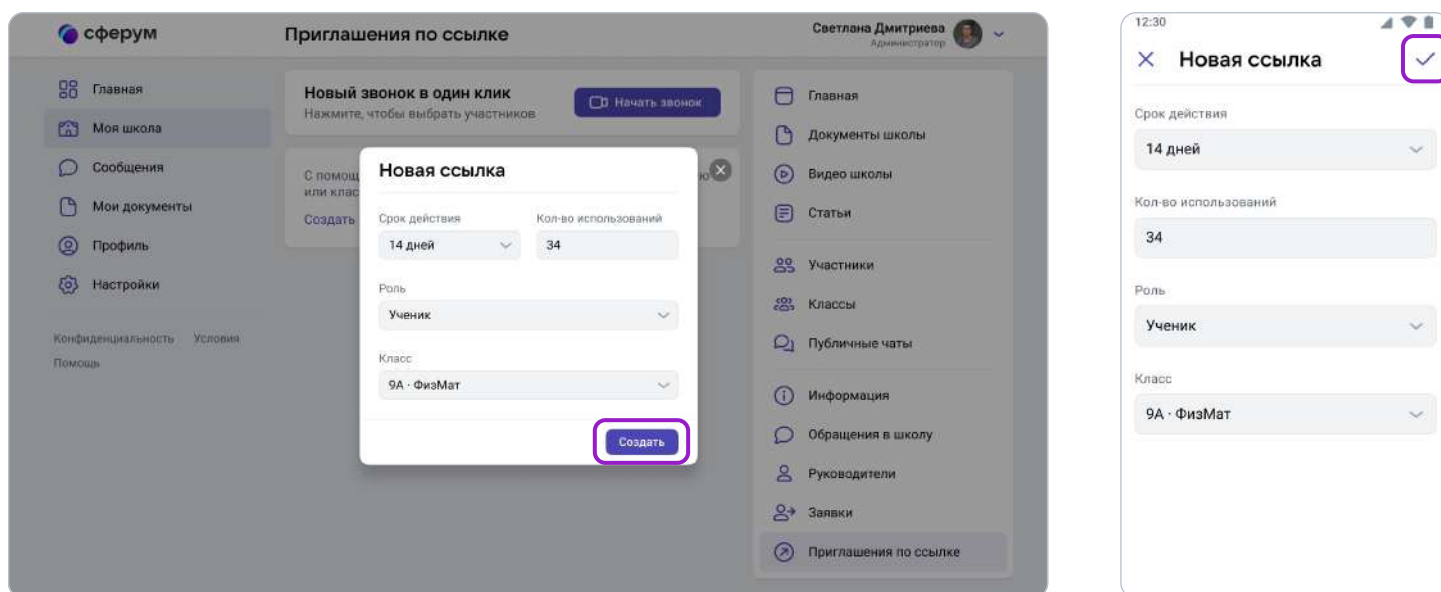 сферум
Приглашения по ссылке
Светлана Дмитриева
Администратор
Главная
Моя школа
Сообщения
Мои документы
Профиль
Настройки
Конфиденциальность Условия
Помощь
Новый звонок в один клик
Нажмите, чтобы выбрать участников
Начать звонок
С помощ
или клас
Создать
Новая ссылка
Срок действия Кол-во использований
14 дней 34
Роль
Ученик
Класс
9А · ФизМат
Создать
Главная
Документы школы
Видео школы
Статьи
Участники
Классы
Публичные чаты
Информация
Обращения в школу
Руководители
Заявки
Приглашения по ссылке
12:30
Новая ссылка
Срок действия
14 дней
Кол-во использований
34
Роль
Ученик
Класс
9А · ФизМат